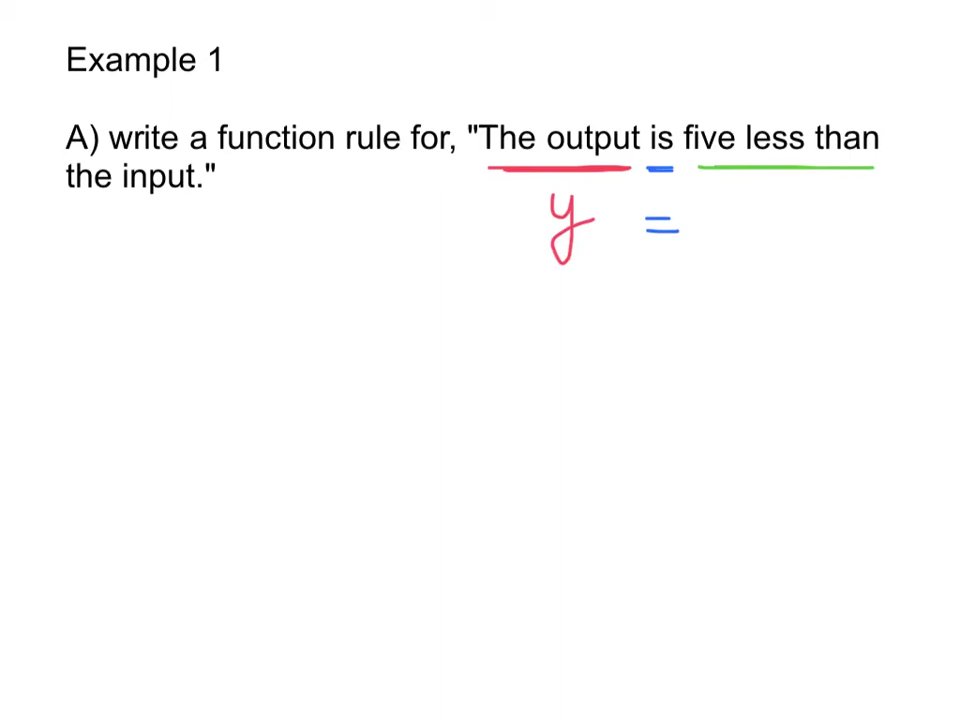 Example 1
A) write a function rule for, "The output is five less than
the input."
y =